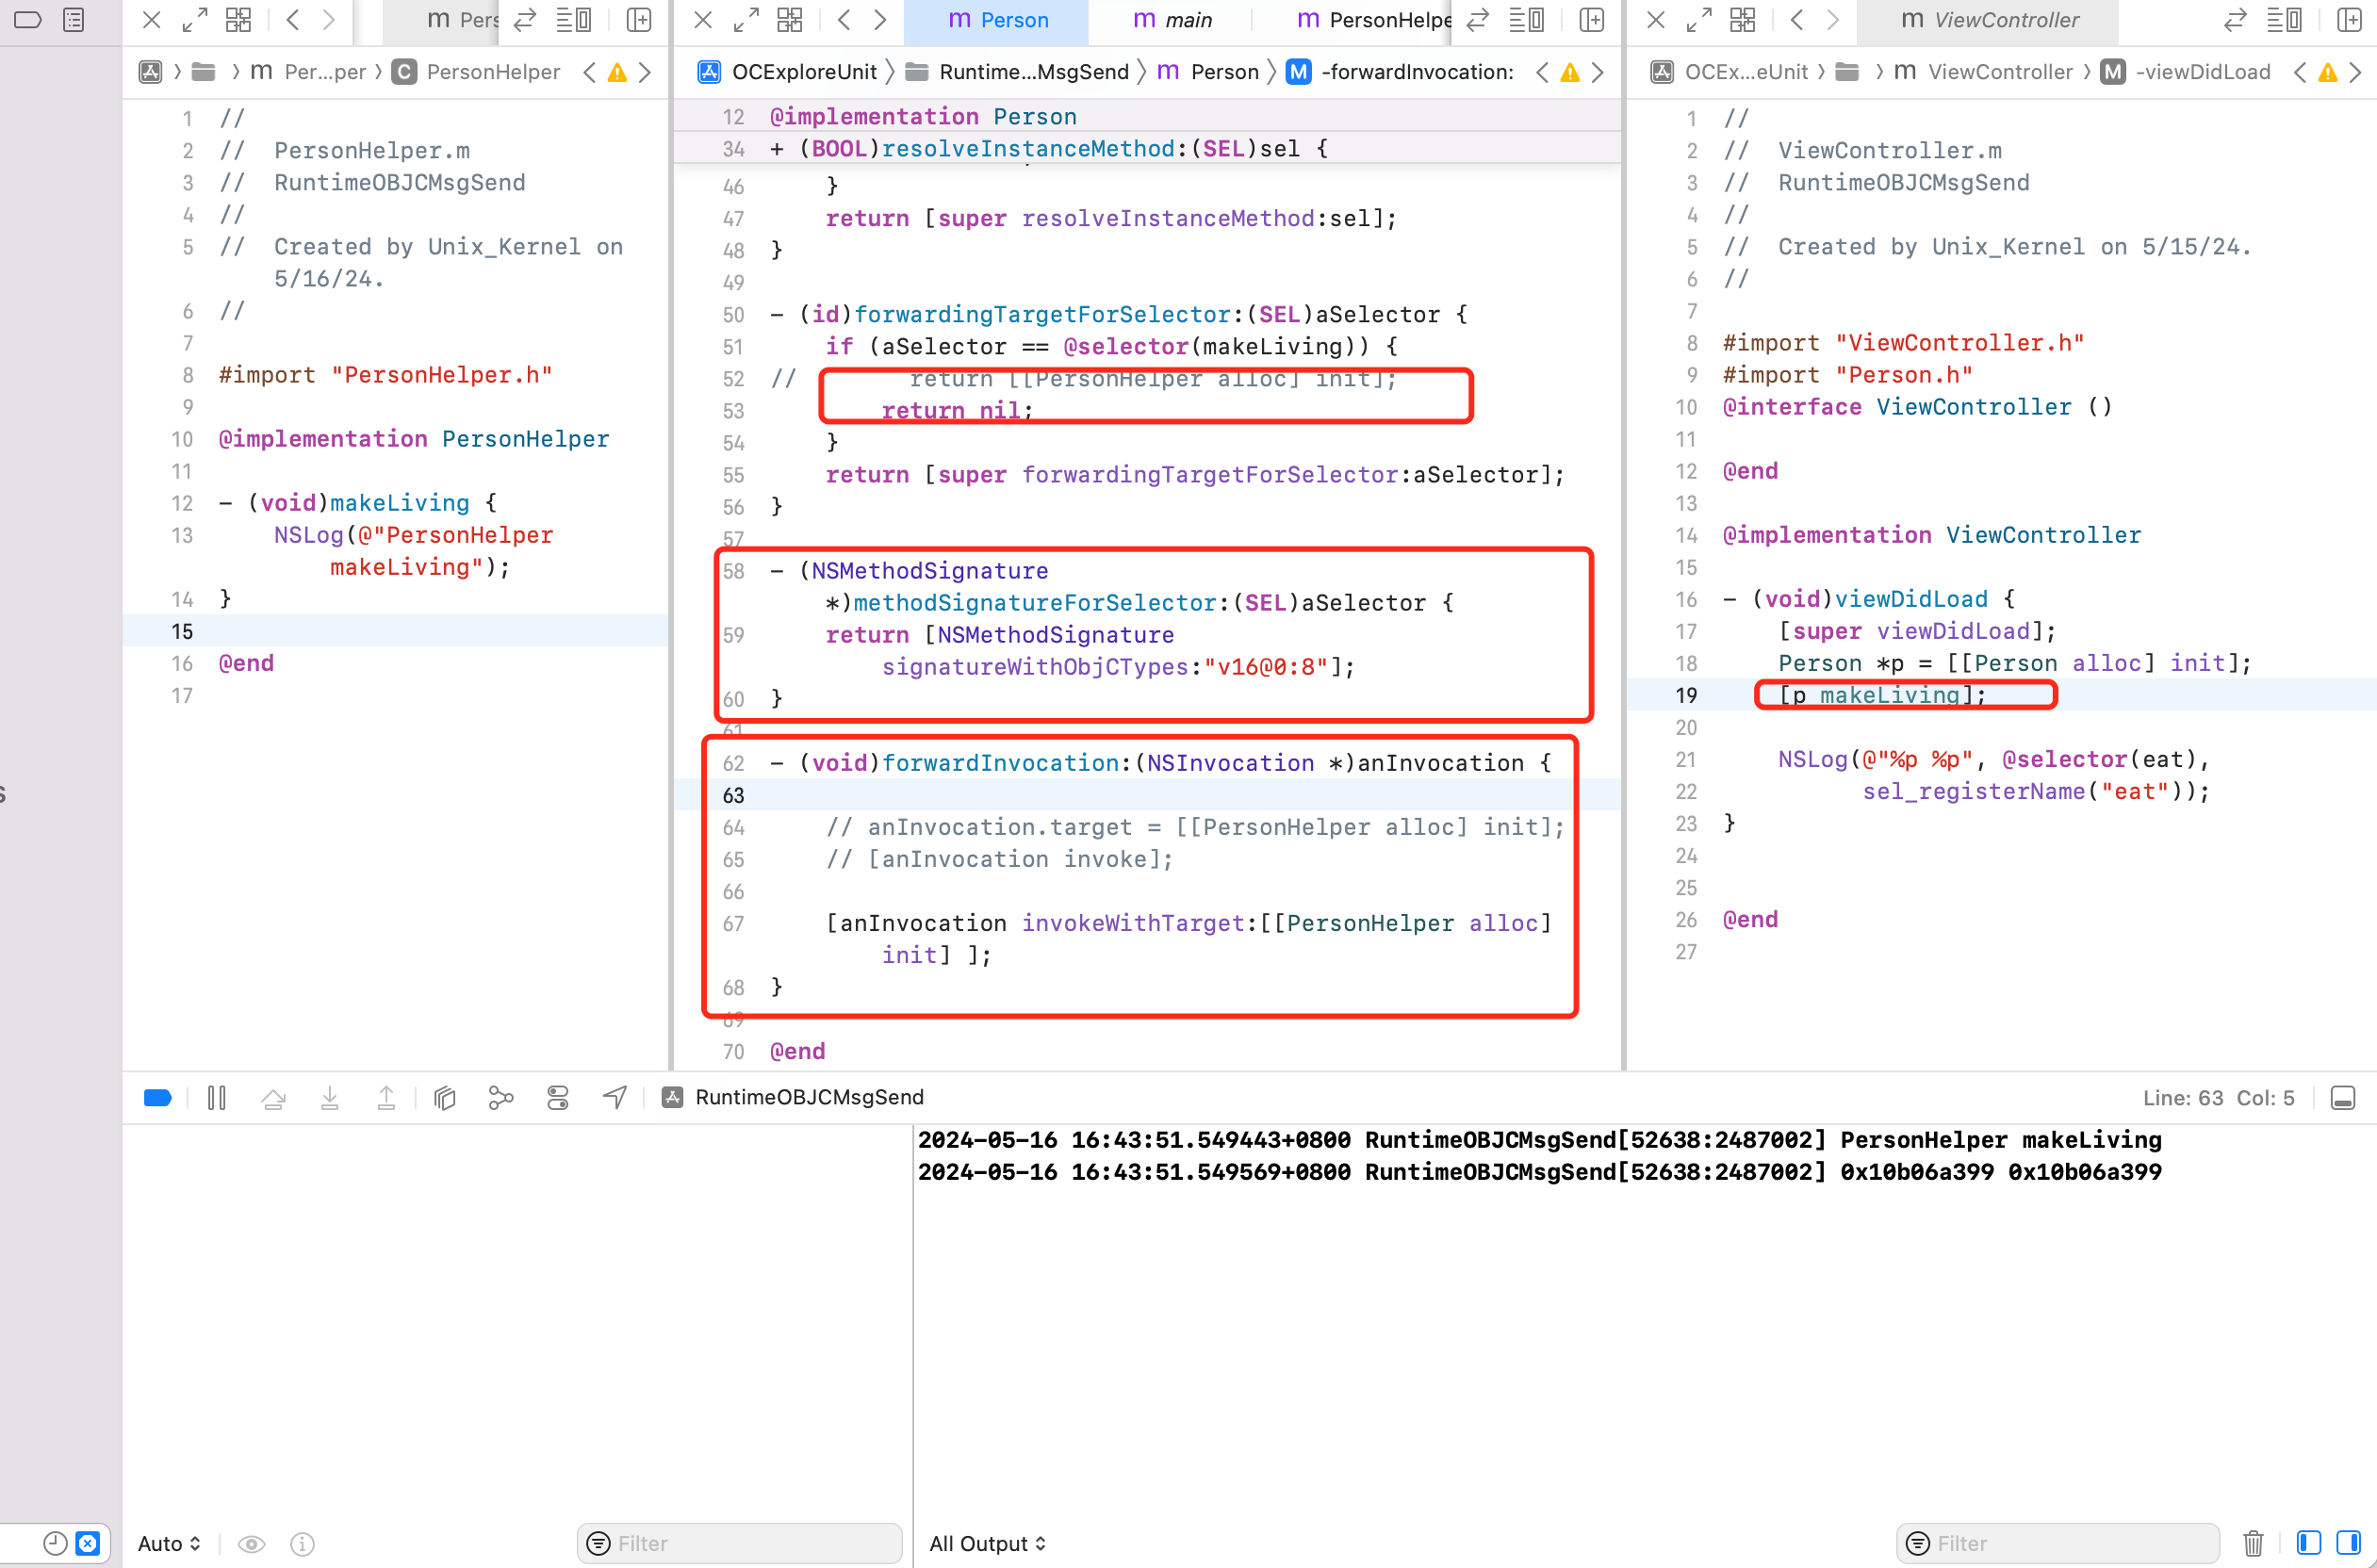 m Pers
m Person
m main
m PersonHelpe
m ViewController
m Per...per
C PersonHelper
OCExploreUnit
Runtime...MsgSend
m Person
M -forwardInvocation:
OCEx...eUnit
m ViewController
M -viewDidLoad
1 //
2 //  PersonHelper.m
3 //  RuntimeOBJCMsgSend
4 //
5 //  Created by Unix_Kernel on
5/16/24.
6 //
7
8 #import "PersonHelper.h"
9
10 @implementation PersonHelper
11
12 - (void)makeLiving {
13     NSLog(@"PersonHelper
makeLiving");
14 }
15
16 @end
17
12 @implementation Person
34 + (BOOL)resolveInstanceMethod:(SEL)sel {
46     }
47     return [super resolveInstanceMethod:sel];
48 }
49
50 - (id)forwardingTargetForSelector:(SEL)aSelector {
51     if (aSelector == @selector(makeLiving)) {
52 //        return [[PersonHelper alloc] init];
53         return nil;
54     }
55     return [super forwardingTargetForSelector:aSelector];
56 }
57
58 - (NSMethodSignature
*)methodSignatureForSelector:(SEL)aSelector {
59     return [NSMethodSignature
signatureWithObjCTypes:"v16@0:8"];
60 }
61
62 - (void)forwardInvocation:(NSInvocation *)anInvocation {
63
64     // anInvocation.target = [[PersonHelper alloc] init];
65     // [anInvocation invoke];
66
67     [anInvocation invokeWithTarget:[[PersonHelper alloc]
init] ];
68 }
69
70 @end
1 //
2 //  ViewController.m
3 //  RuntimeOBJCMsgSend
4 //
5 //  Created by Unix_Kernel on 5/15/24.
6 //
7
8 #import "ViewController.h"
9 #import "Person.h"
10 @interface ViewController ()
11
12 @end
13
14 @implementation ViewController
15
16 - (void)viewDidLoad {
17     [super viewDidLoad];
18     Person *p = [[Person alloc] init];
19     [p makeLiving];
20
21     NSLog(@"%p %p", @selector(eat),
22           sel_registerName("eat"));
23 }
24
25
26 @end
27
s
RuntimeOBJCMsgSend
Line: 63 Col: 5
2024-05-16 16:43:51.549443+0800 RuntimeOBJCMsgSend[52638:2487002] PersonHelper makeLiving
2024-05-16 16:43:51.549569+0800 RuntimeOBJCMsgSend[52638:2487002] 0x10b06a399 0x10b06a399
Auto
Filter
All Output
Filter